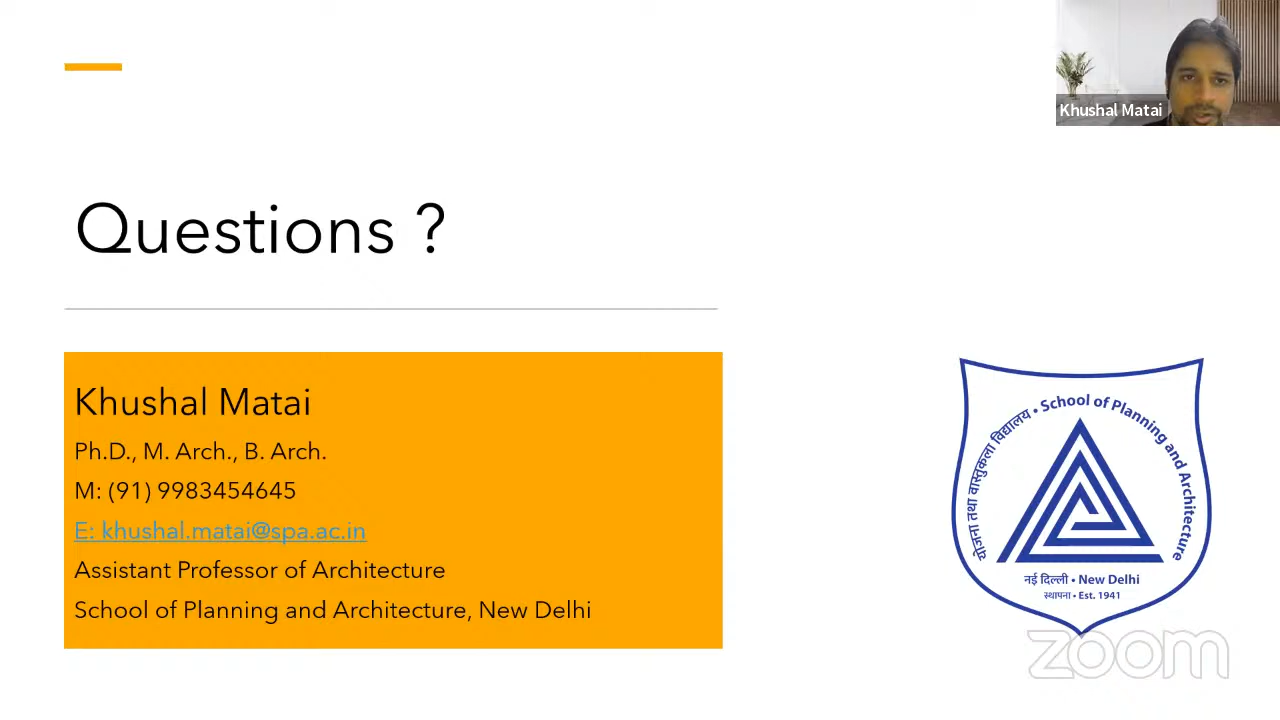 Khushal Matai
Questions ?
Khushal Matai
Ph.D., M. Arch., B. Arch.
M: (91) 9983454645
E: khushal.matai@spa.ac.in
Assistant Professor of Architecture
School of Planning and Architecture, New Delhi
योजना तथा वास्तुकला विद्यालय • School of Planning and Architecture
नई दिल्ली • New Delhi
स्थापना • Est. 1941
zoom